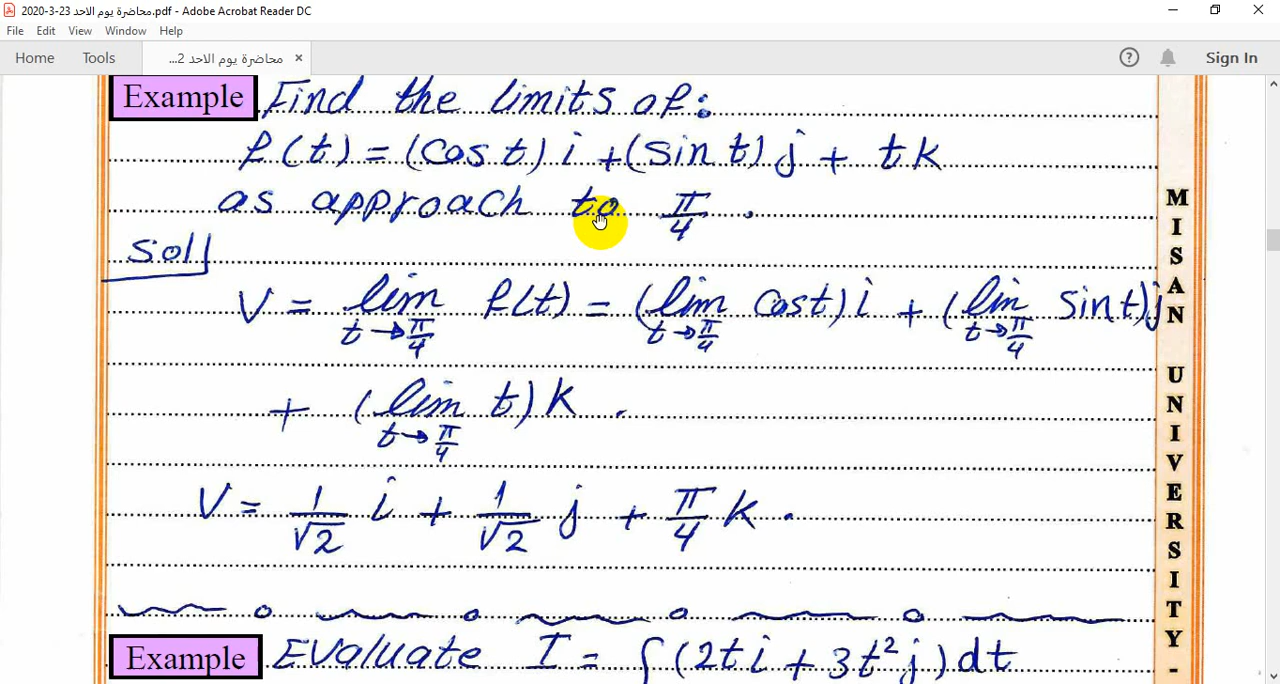 محاضرة يوم الاحد 23-3-2020.pdf - Adobe Acrobat Reader DC
File Edit View Window Help
Home Tools محاضرة يوم الاحد 2... × ? Sign In
Example Find the limits of:
f(t) = (cos t) i + (sin t) j + t k
as approach to π/4 .
Soll
V = lim t→π/4 f(t) = (lim t→π/4 cos t) i + (lim t→π/4 sin t) j
+ (lim t→π/4 t) k .
V = 1/√2 i + 1/√2 j + π/4 k .
Example Evaluate I = ∫ (2t i + 3t² j) dt
MISAN UNIVERSITY-